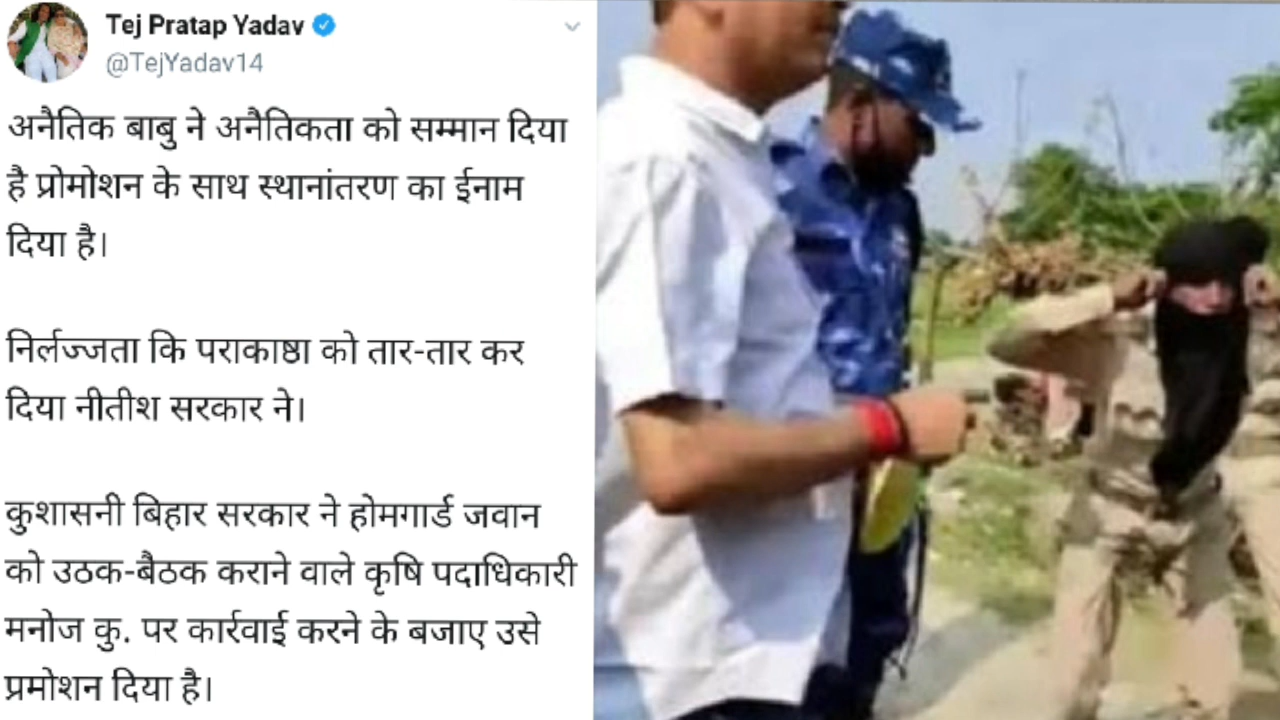 Tej Pratap Yadav
@TejYadav14
अनैतिक बाबु ने अनैतिकता को सम्मान दिया
है प्रोमोशन के साथ स्थानांतरण का ईनाम
दिया है।
निर्लज्जता कि पराकाष्ठा को तार-तार कर
दिया नीतीश सरकार ने।
कुशासनी बिहार सरकार ने होमगार्ड जवान
को उठक-बैठक कराने वाले कृषि पदाधिकारी
मनोज कु. पर कार्रवाई करने के बजाए उसे
प्रमोशन दिया है।